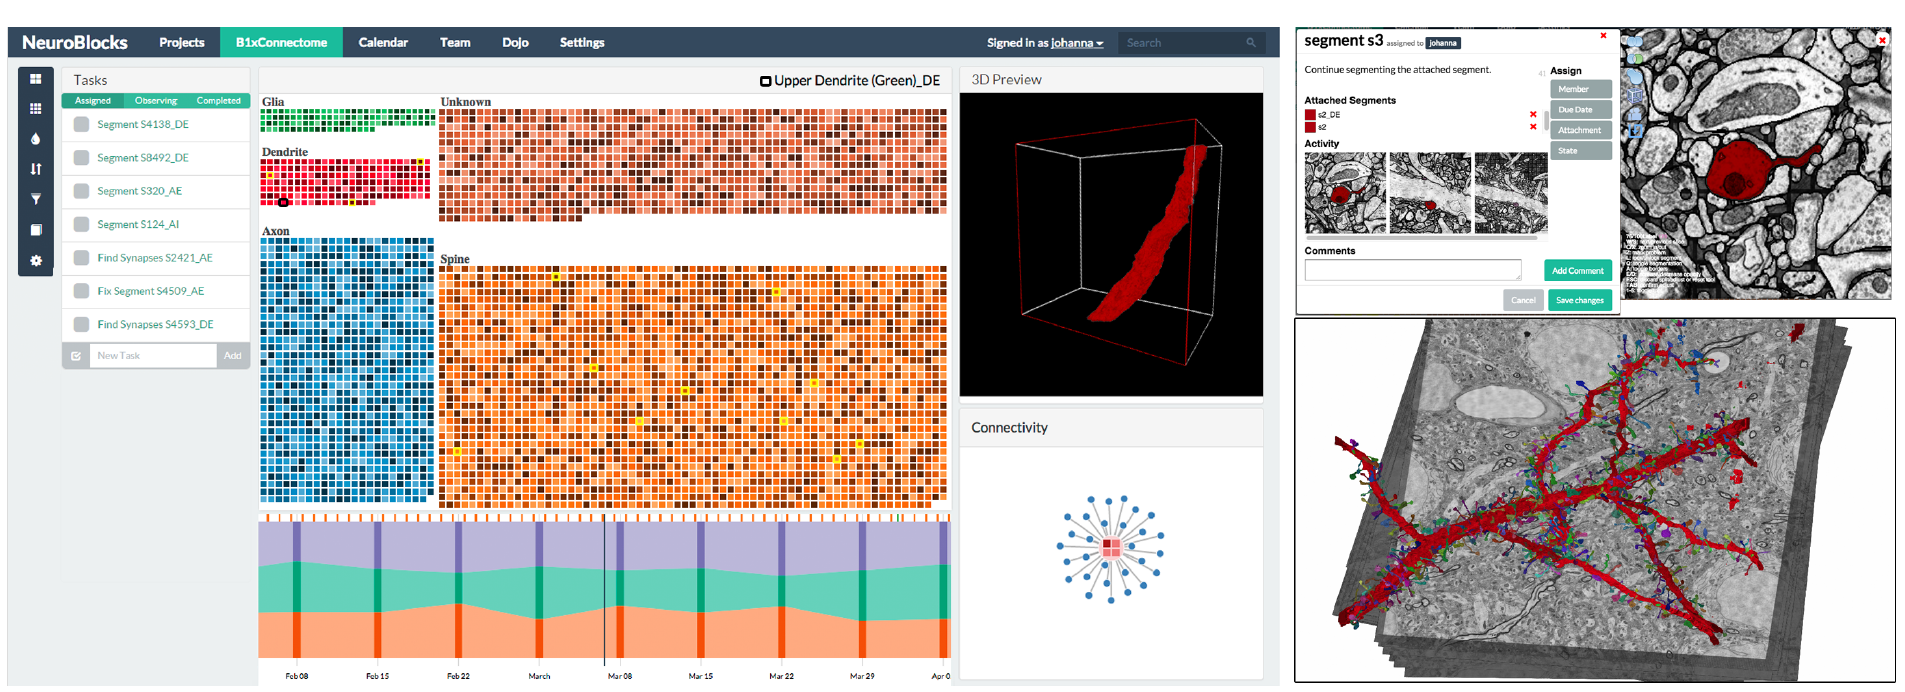 NeuroBlocks Projects B1xConnectome Calendar Team Dojo Settings Signed in as johanna Search
Tasks
Assigned Observing Completed
Segment S4138_DE
Segment S8492_DE
Segment S320_AE
Segment S124_AI
Find Synapses S2421_AE
Fix Segment S4509_AE
Find Synapses S4593_DE
New Task Add
Upper Dendrite (Green)_DE
Glia
Unknown
Dendrite
Axon
Spine
Feb 08 Feb 15 Feb 22 March Mar 08 Mar 15 Mar 22 Mar 29 Apr 0
3D Preview
Connectivity
segment s3 assigned to johanna
Continue segmenting the attached segment.
Attached Segments
s2_DE
s2
Activity
Comments
Add Comment
Cancel Save changes
Assign
Member
Due Date
Attachment
State